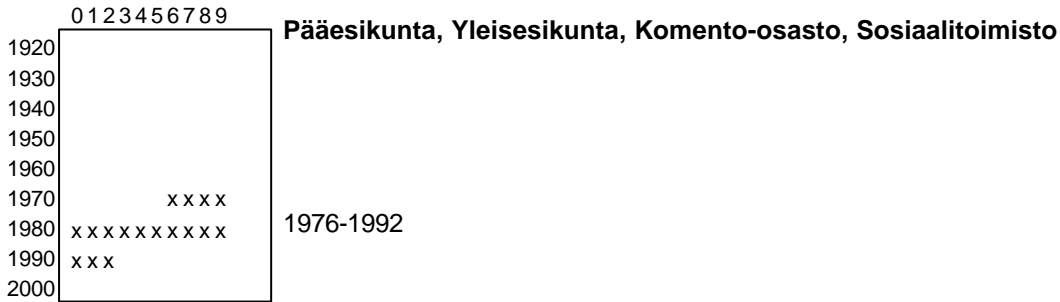 0123456789
Pääesikunta, Yleisesikunta, Komento-osasto, Sosiaalitoimisto
1920
1930
1940
1950
1960
1970 xxxx
1980 xxxxxxxxxx 1976-1992
1990 xxx
2000